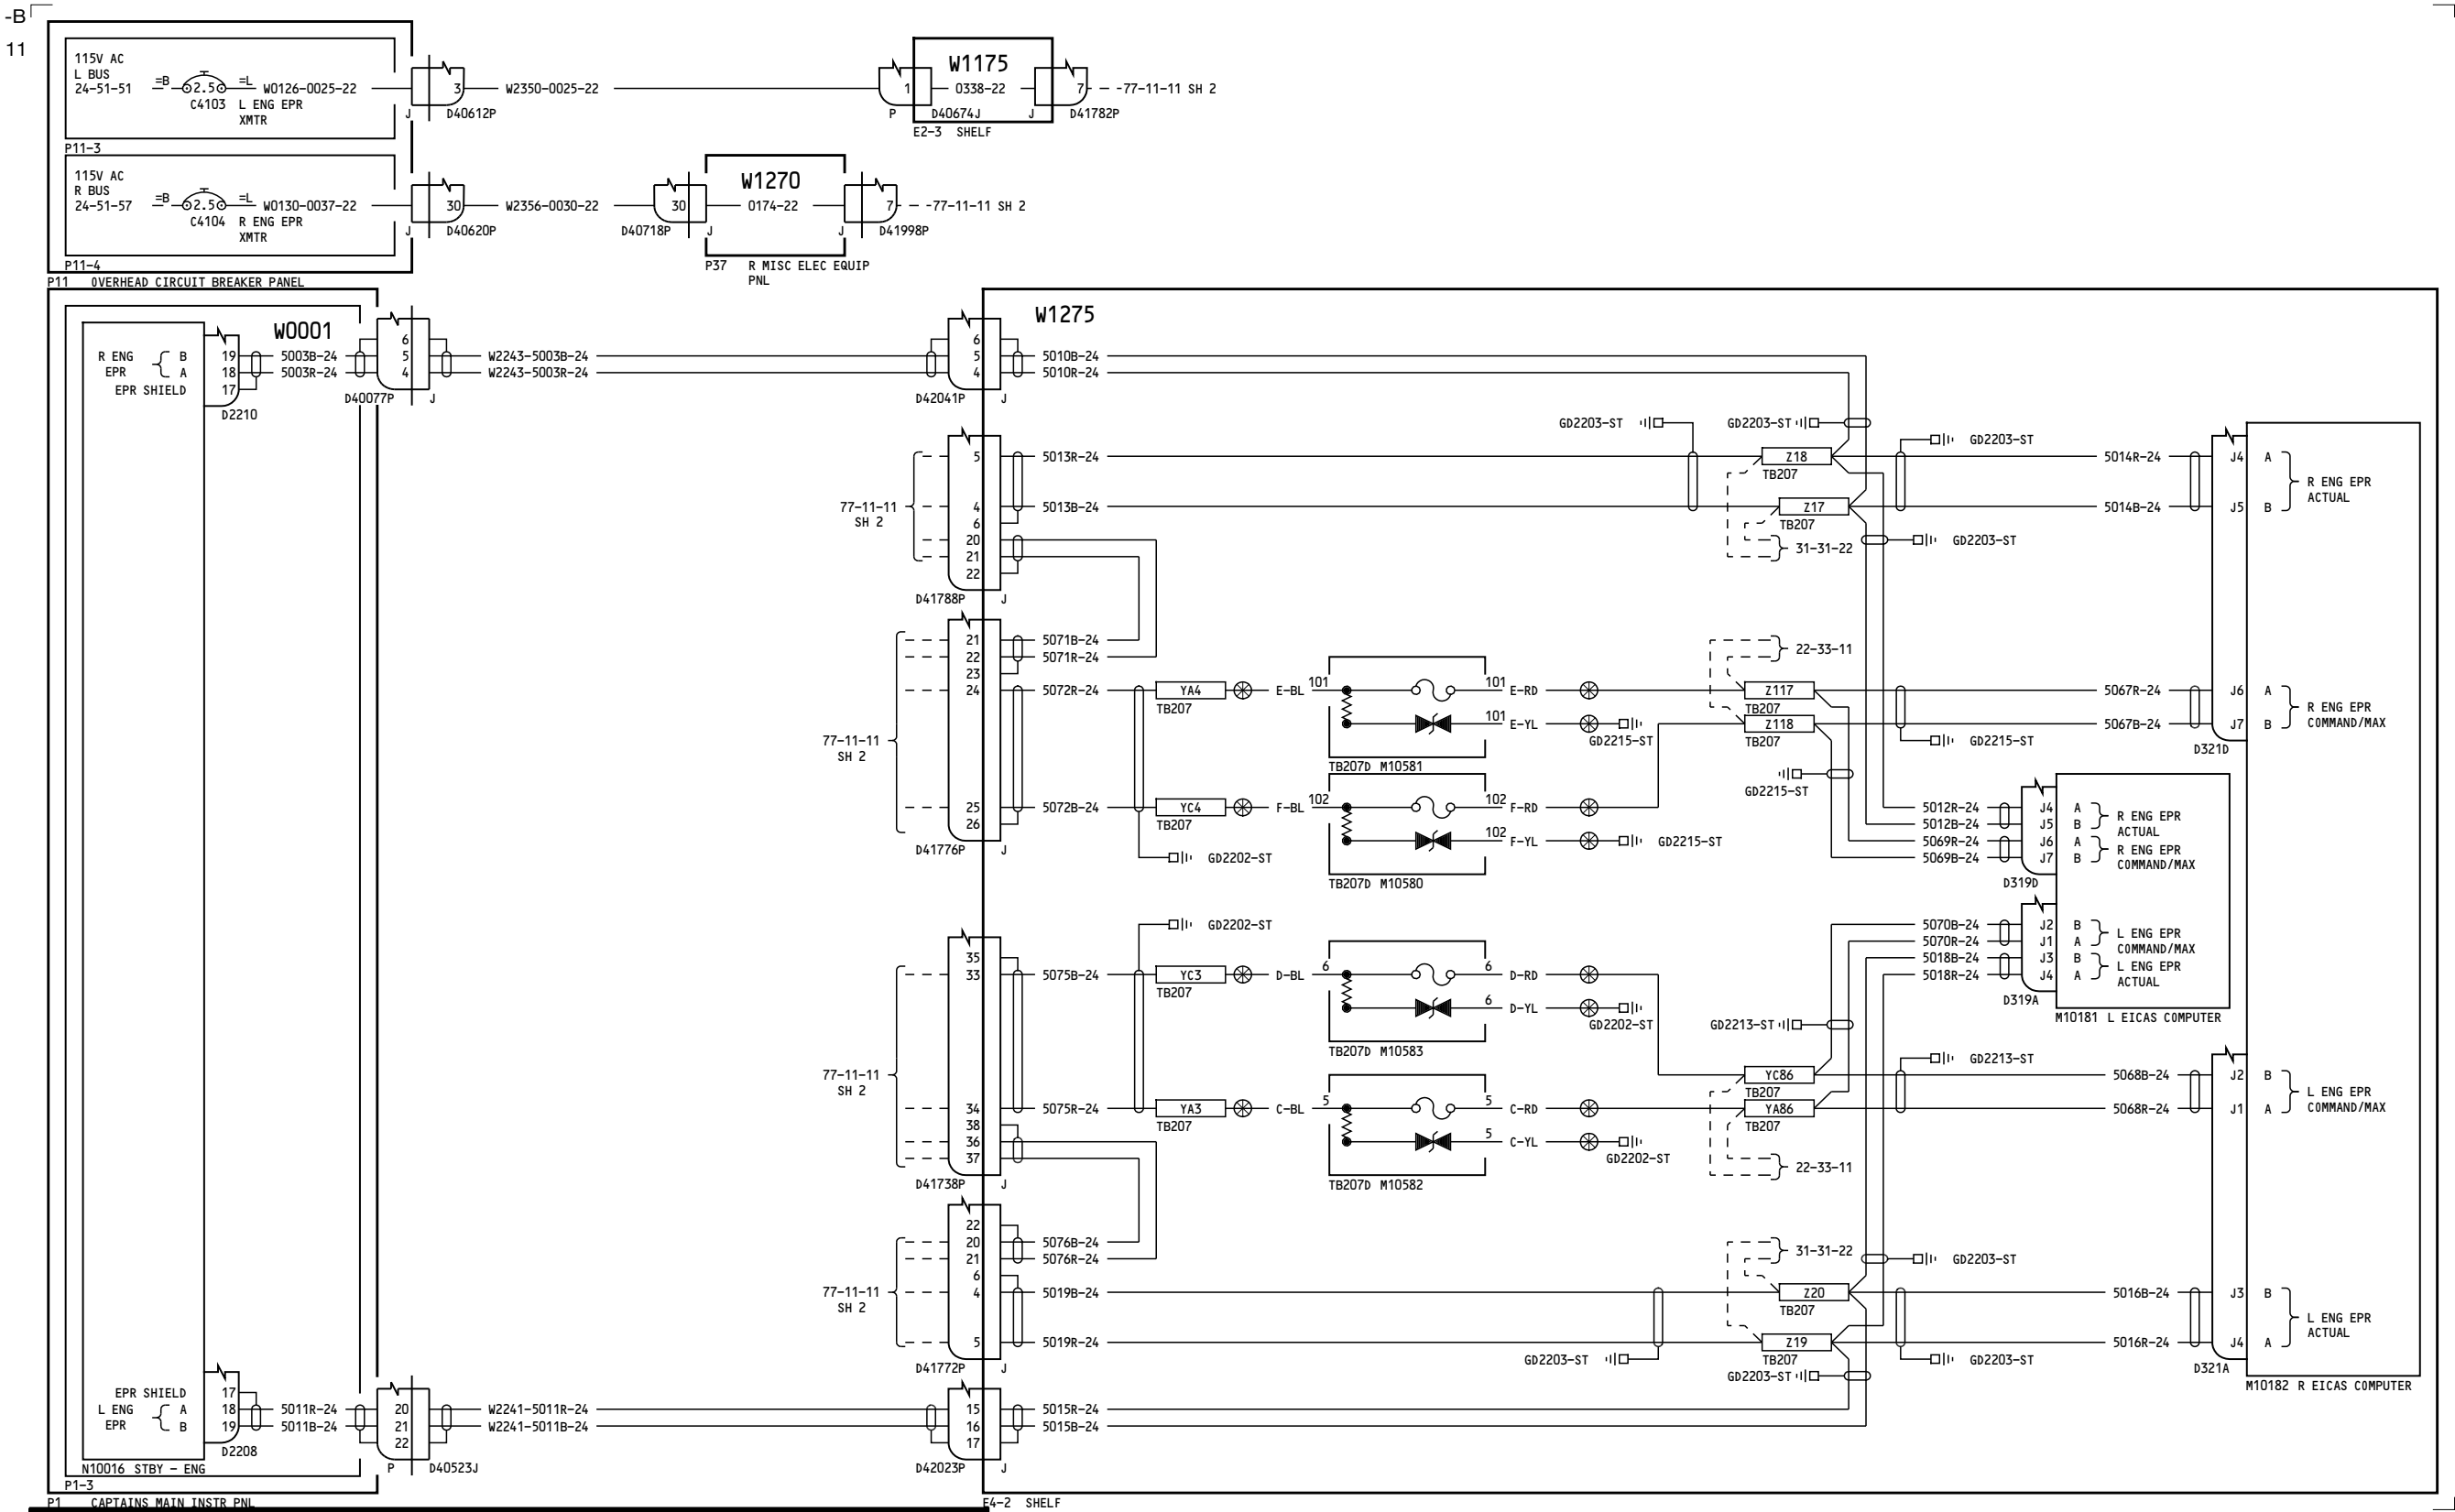 -B
11
115V AC
L BUS
24-51-51
=B
2.5
=L
W0126-0025-22
C4103
L ENG EPR
XMTR
J
3
D40612P
W2350-0025-22
1
P
W1175
0338-22
D40674J
J
7
D41782P
-77-11-11 SH 2
E2-3 SHELF
P11-3
115V AC
R BUS
24-51-57
=B
2.5
=L
W0130-0037-22
C4104
R ENG EPR
XMTR
J
30
D40620P
W2356-0030-22
30
D40718P
J
W1270
0174-22
J
7
D41998P
-77-11-11 SH 2
P37 R MISC ELEC EQUIP
PNL
P11-4
P11 OVERHEAD CIRCUIT BREAKER PANEL
W0001
R ENG
EPR
B
A
EPR SHIELD
19
18
17
D2210
5003B-24
5003R-24
6
5
4
D40077P
J
W2243-5003B-24
W2243-5003R-24
6
5
4
D42041P
J
W1275
5010B-24
5010R-24
77-11-11
SH 2
5
4
6
20
21
22
D41788P
J
5013R-24
5013B-24
GD2203-ST
GD2203-ST
GD2203-ST
Z18
TB207
Z17
TB207
31-31-22
GD2203-ST
5014R-24
5014B-24
J4
J5
A
B
R ENG EPR
ACTUAL
77-11-11
SH 2
21
22
23
24
25
26
D41776P
J
5071B-24
5071R-24
5072R-24
5072B-24
YA4
TB207
YC4
TB207
GD2202-ST
E-BL
101
101
E-RD
101
E-YL
GD2215-ST
TB207D M10581
F-BL
102
102
F-RD
102
F-YL
GD2215-ST
TB207D M10580
22-33-11
Z117
TB207
Z118
TB207
GD2215-ST
GD2215-ST
5067R-24
5067B-24
J6
J7
A
B
R ENG EPR
COMMAND/MAX
D321D
5012R-24
5012B-24
5069R-24
5069B-24
J4
J5
J6
J7
A
B
A
B
R ENG EPR
ACTUAL
R ENG EPR
COMMAND/MAX
D319D
5070B-24
5070R-24
5018B-24
5018R-24
J2
J1
J3
J4
B
A
B
A
L ENG EPR
COMMAND/MAX
L ENG EPR
ACTUAL
D319A
M10181 L EICAS COMPUTER
77-11-11
SH 2
35
33
34
38
36
37
D41738P
J
5075B-24
5075R-24
GD2202-ST
YC3
TB207
YA3
TB207
D-BL
6
6
D-RD
6
D-YL
GD2202-ST
TB207D M10583
C-BL
5
5
C-RD
5
C-YL
GD2202-ST
TB207D M10582
GD2213-ST
GD2213-ST
YC86
TB207
YA86
TB207
22-33-11
5068B-24
5068R-24
J2
J1
B
A
L ENG EPR
COMMAND/MAX
77-11-11
SH 2
22
20
21
6
4
5
D41772P
J
5076B-24
5076R-24
5019B-24
5019R-24
31-31-22
GD2203-ST
Z20
TB207
Z19
TB207
GD2203-ST
GD2203-ST
GD2203-ST
5016B-24
5016R-24
J3
J4
B
A
L ENG EPR
ACTUAL
D321A
M10182 R EICAS COMPUTER
EPR SHIELD
L ENG
EPR
A
B
17
18
19
D2208
5011R-24
5011B-24
20
21
22
P
D40523J
W2241-5011R-24
W2241-5011B-24
15
16
17
D42023P
J
5015R-24
5015B-24
N10016 STBY - ENG
P1-3
P1 CAPTAINS MAIN INSTR PNL
E4-2 SHELF